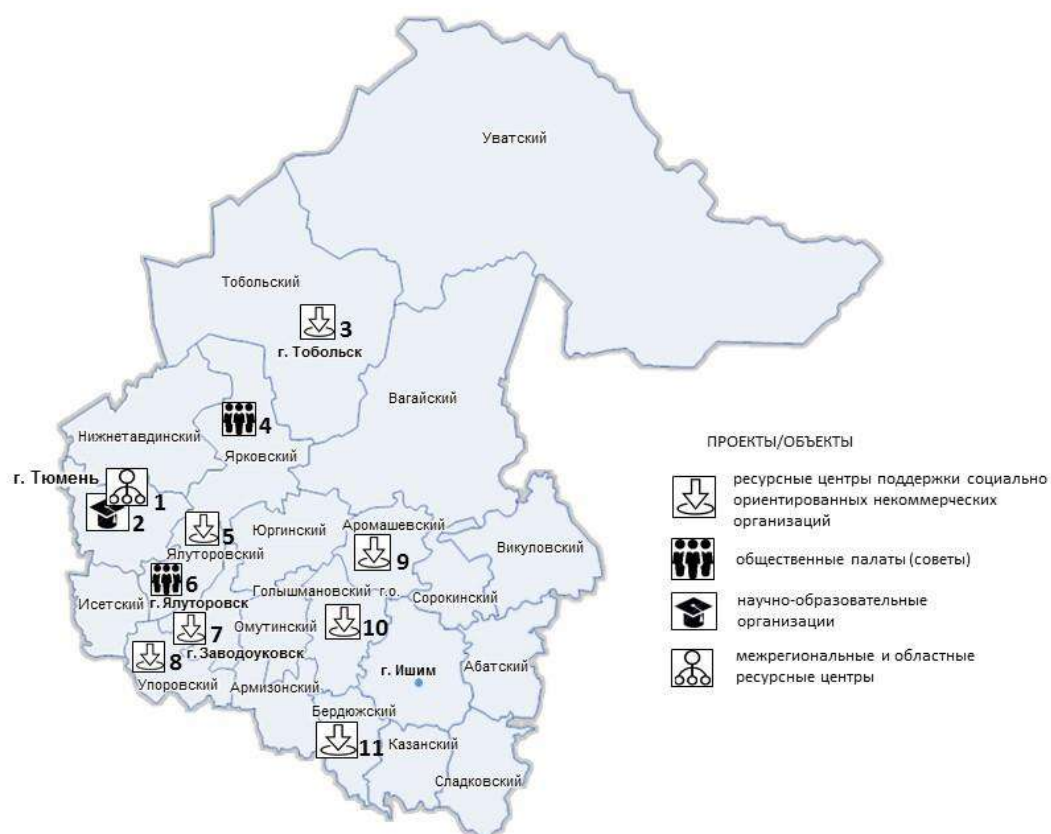 Уватский
Тобольский
3
г. Тобольск
Вагайский
4
Нижнетавдинский
Ярковский
г. Тюмень
1
2
5
Ялуторовский
Юргинский
Аромашевский
9
Викуловский
6
Исетский
г. Ялуторовск
Голышмановский г.о.
Сорокинский
7
Омутинский
10
г. Заводоуковск
8
Упоровский
Армизонский
г. Ишим
Абатский
Бердюжский
11
Казанский
Сладковский
ПРОЕКТЫ/ОБЪЕКТЫ
ресурсные центры поддержки социально
ориентированных некоммерческих
организаций
общественные палаты (советы)
научно-образовательные
организации
межрегиональные и областные
ресурсные центры